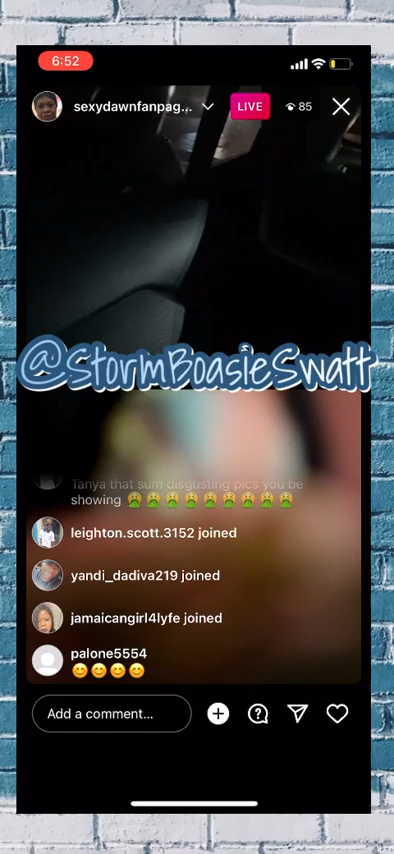 6:52
sexydawnfanpag...
LIVE
85
@StormBoasieSwatt
Tanya that sum disgusting pics you be
showing 🤮🤮🤮🤮🤮🤮🤮🤮🤮
leighton.scott.3152 joined
yandi_dadiva219 joined
jamaicangirl4lyfe joined
palone5554
😊😊😊😊
Add a comment...